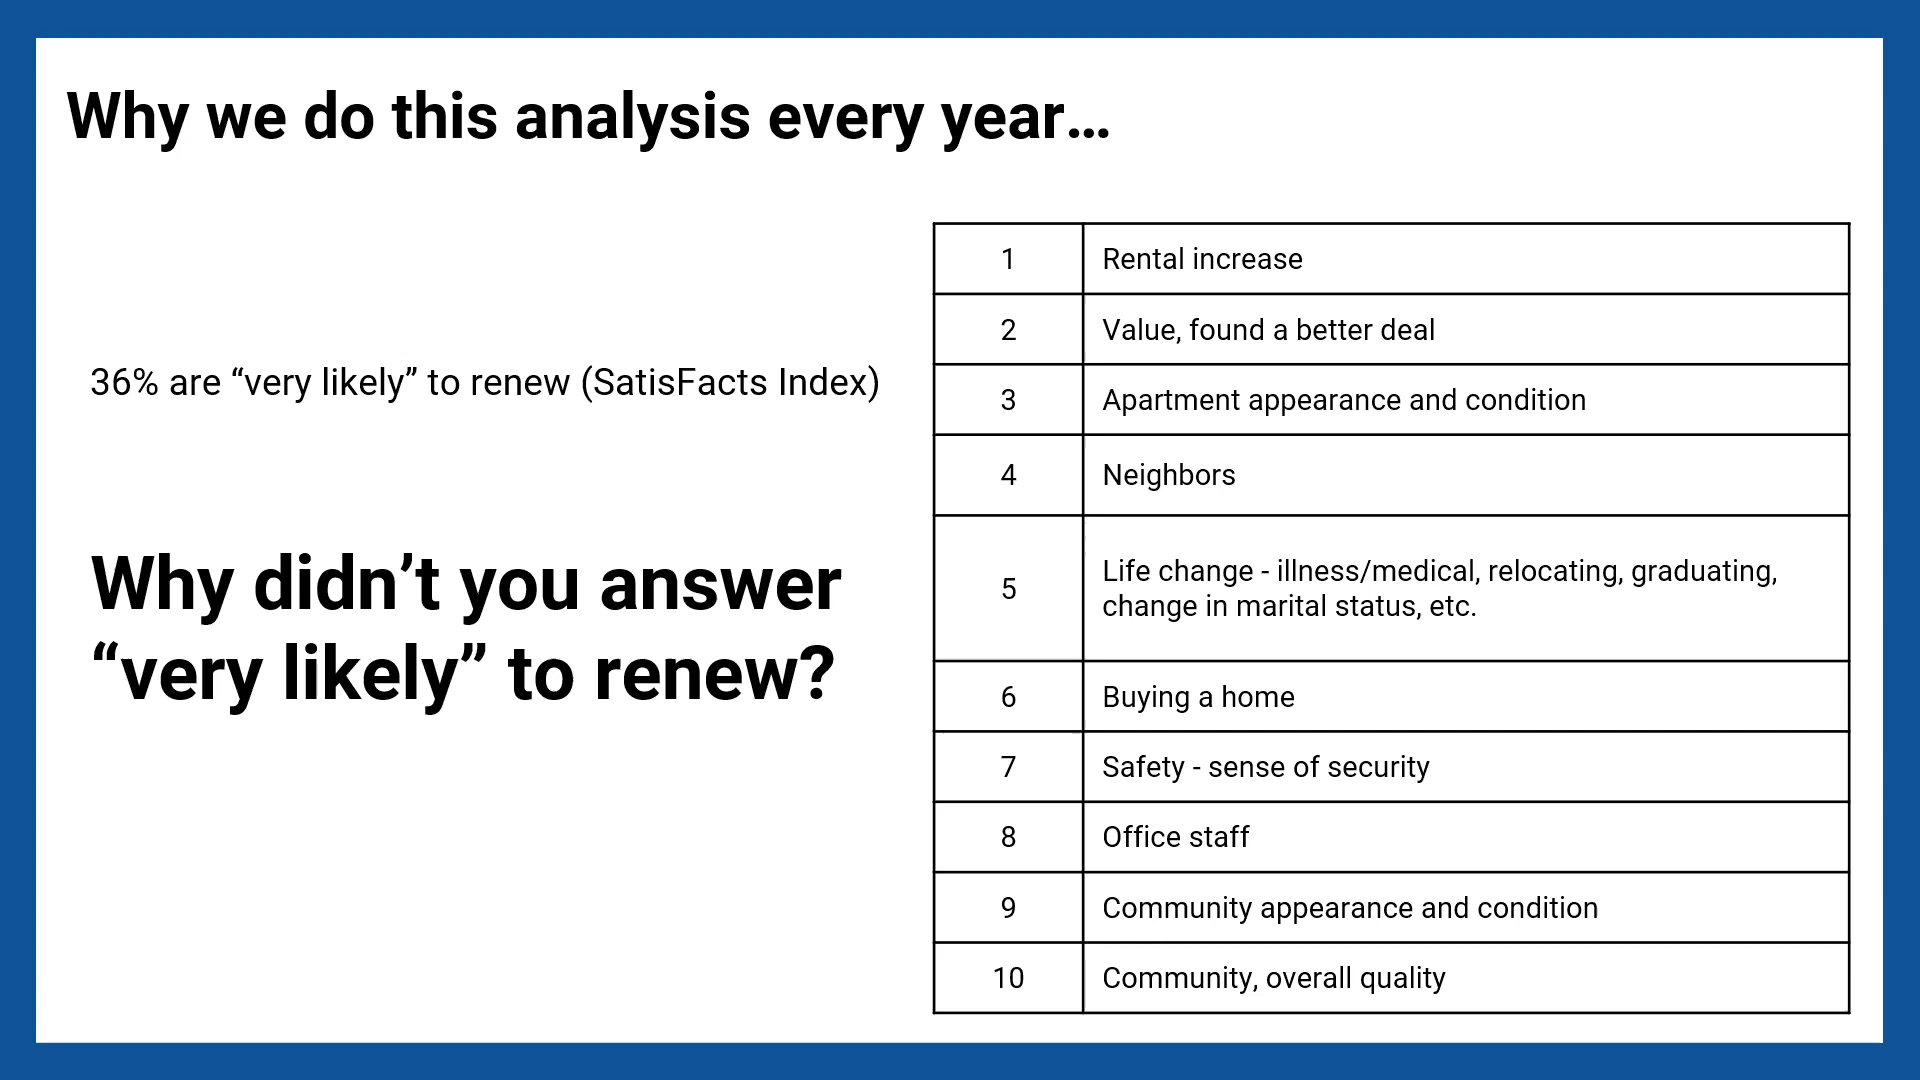 Why we do this analysis every year…
36% are “very likely” to renew (SatisFacts Index)
Why didn’t you answer
“very likely” to renew?
1 Rental increase
2 Value, found a better deal
3 Apartment appearance and condition
4 Neighbors
5 Life change - illness/medical, relocating, graduating,
change in marital status, etc.
6 Buying a home
7 Safety - sense of security
8 Office staff
9 Community appearance and condition
10 Community, overall quality